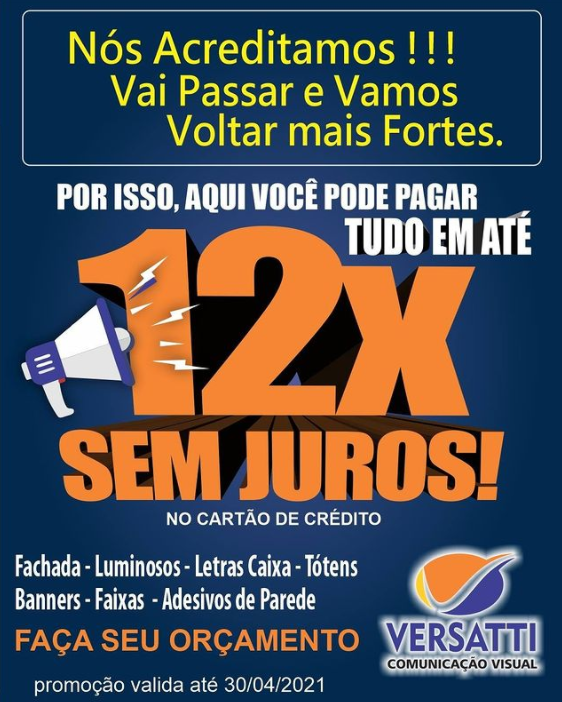 Nós Acreditamos ! ! !
Vai Passar e Vamos
Voltar mais Fortes.
POR ISSO, AQUI VOCÊ PODE PAGAR
TUDO EM ATÉ
12X
SEM JUROS!
NO CARTÃO DE CRÉDITO
Fachada - Luminosos - Letras Caixa - Tótens
Banners - Faixas - Adesivos de Parede
FAÇA SEU ORÇAMENTO
promoção valida até 30/04/2021
VERSATTI
COMUNICAÇÃO VISUAL